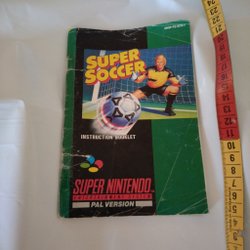 SUPER
SOCCER
INSTRUCTION BOOKLET
SUPER NINTENDO
ENTERTAINMENT SYSTEM
PAL VERSION